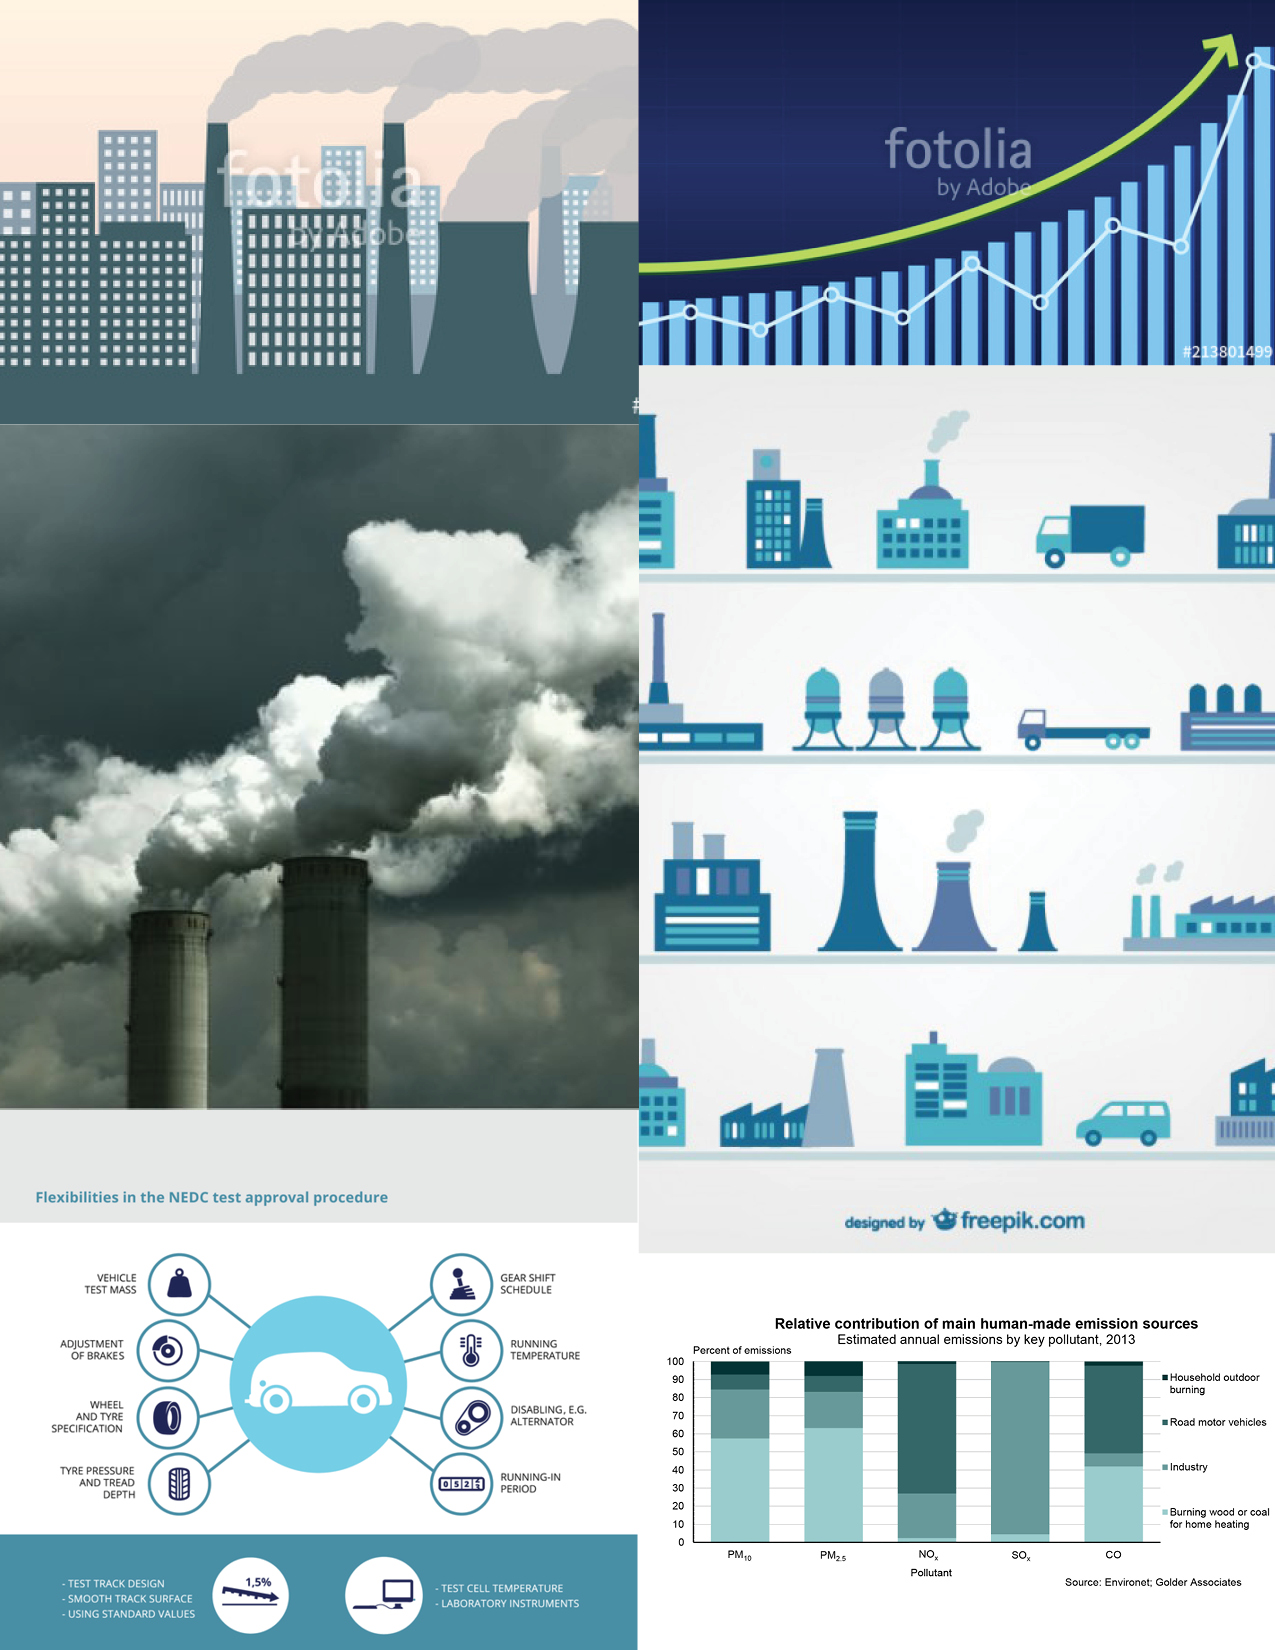 fotolia
by Adobe
#
fotolia
by Adobe
#213801499
designed by freepik.com
Flexibilities in the NEDC test approval procedure
VEHICLE
TEST MASS
ADJUSTMENT
OF BRAKES
WHEEL
AND TYRE
SPECIFICATION
TYRE PRESSURE
AND TREAD
DEPTH
GEAR SHIFT
SCHEDULE
RUNNING
TEMPERATURE
DISABLING, E.G.
ALTERNATOR
RUNNING-IN
PERIOD
- TEST TRACK DESIGN
- SMOOTH TRACK SURFACE
- USING STANDARD VALUES
1,5%
- TEST CELL TEMPERATURE
- LABORATORY INSTRUMENTS
Relative contribution of main human-made emission sources
Estimated annual emissions by key pollutant, 2013
Percent of emissions
100
90
80
70
60
50
40
30
20
10
0
PM10
PM2.5
NOx
SOx
CO
Pollutant
Household outdoor
burning
Road motor vehicles
Industry
Burning wood or coal
for home heating
Source: Environet; Golder Associates